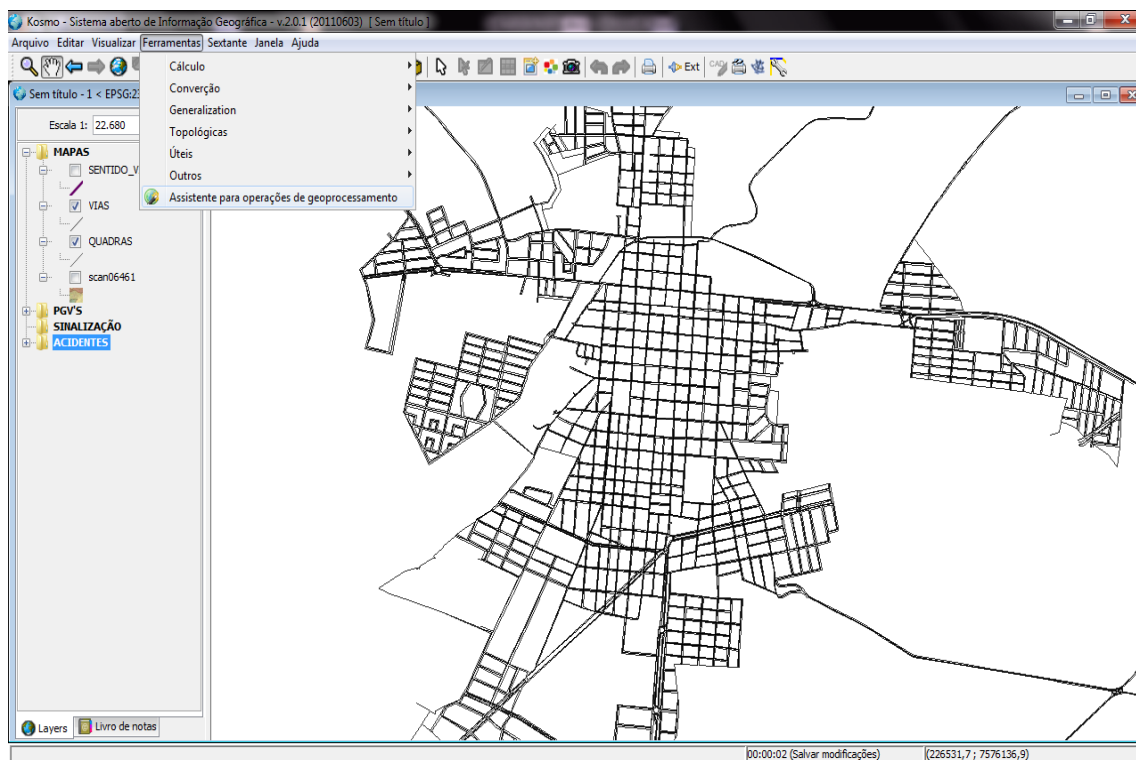 Kosmo - Sistema aberto de Informação Geográfica - v.2.0.1 (20110603) [ Sem título ]
Arquivo Editar Visualizar Ferramentas Sextante Janela Ajuda
Ext
CAD
Sem título - 1 < EPSG:23
Cálculo
Converção
Generalization
Topológicas
Úteis
Outros
Assistente para operações de geoprocessamento
Escala 1: 22.680
MAPAS
SENTIDO_V
VIAS
QUADRAS
scan06461
PGV'S
SINALIZAÇÃO
ACIDENTES
Layers Livro de notas
00:00:02 (Salvar modificações) (226531,7 ; 7576136,9)